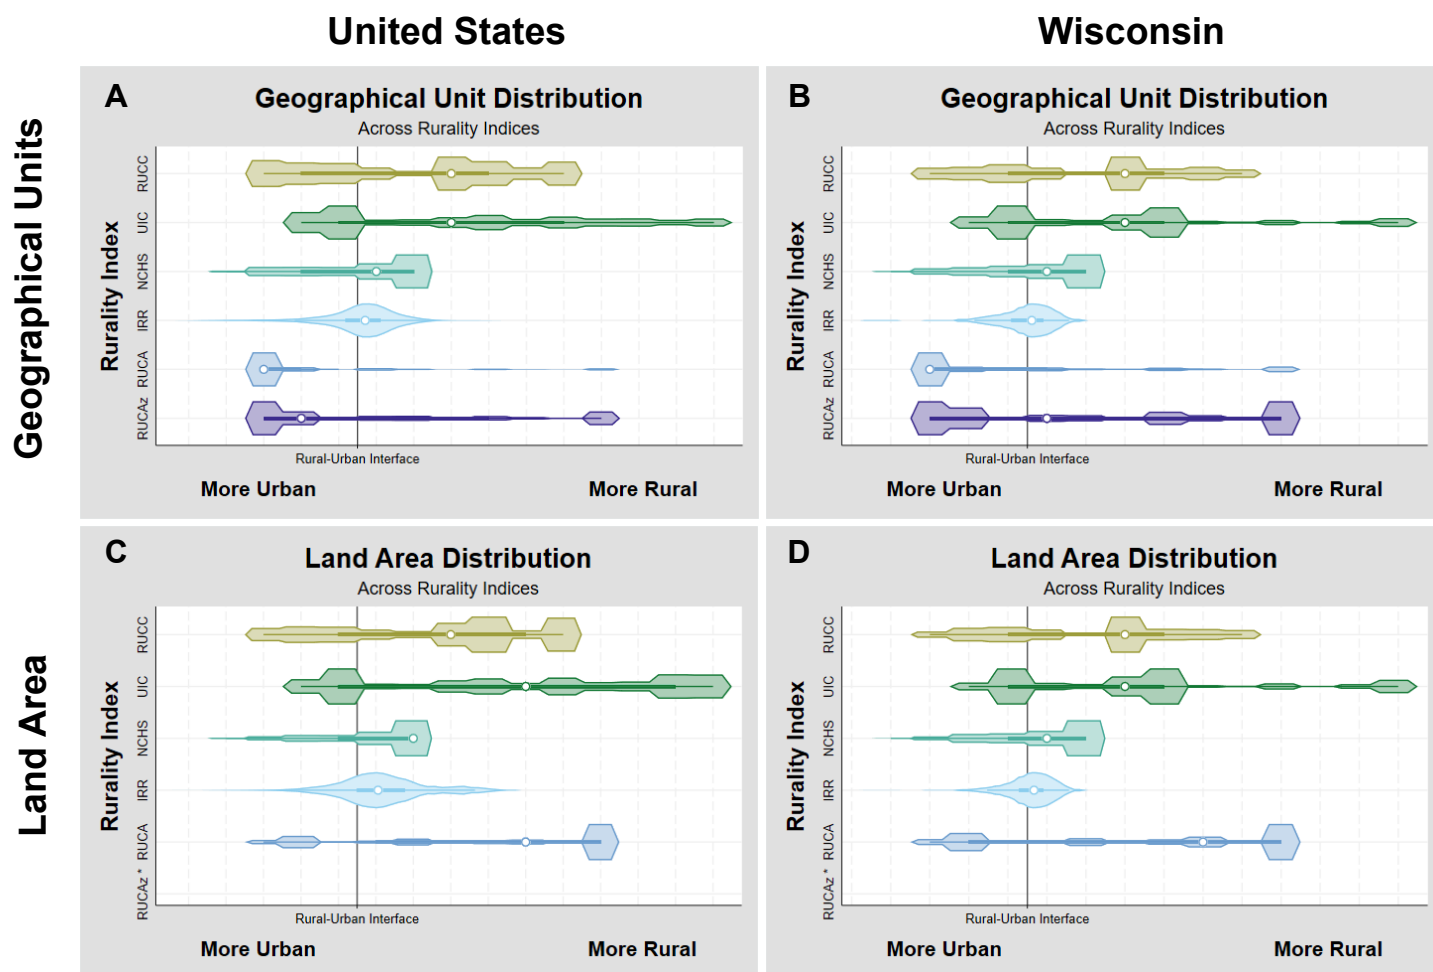 United States
Wisconsin
Geographical Units
A
Geographical Unit Distribution
Across Rurality Indices
Rurality Index
RUCC
UIC
NCHS
IRR
RUCA
RUCAz
Rural-Urban Interface
More Urban
More Rural
B
Geographical Unit Distribution
Across Rurality Indices
Rurality Index
RUCC
UIC
NCHS
IRR
RUCA
RUCAz
Rural-Urban Interface
More Urban
More Rural
Land Area
C
Land Area Distribution
Across Rurality Indices
Rurality Index
RUCC
UIC
NCHS
IRR
RUCA
RUCAz *
Rural-Urban Interface
More Urban
More Rural
D
Land Area Distribution
Across Rurality Indices
Rurality Index
RUCC
UIC
NCHS
IRR
RUCA
RUCAz *
Rural-Urban Interface
More Urban
More Rural